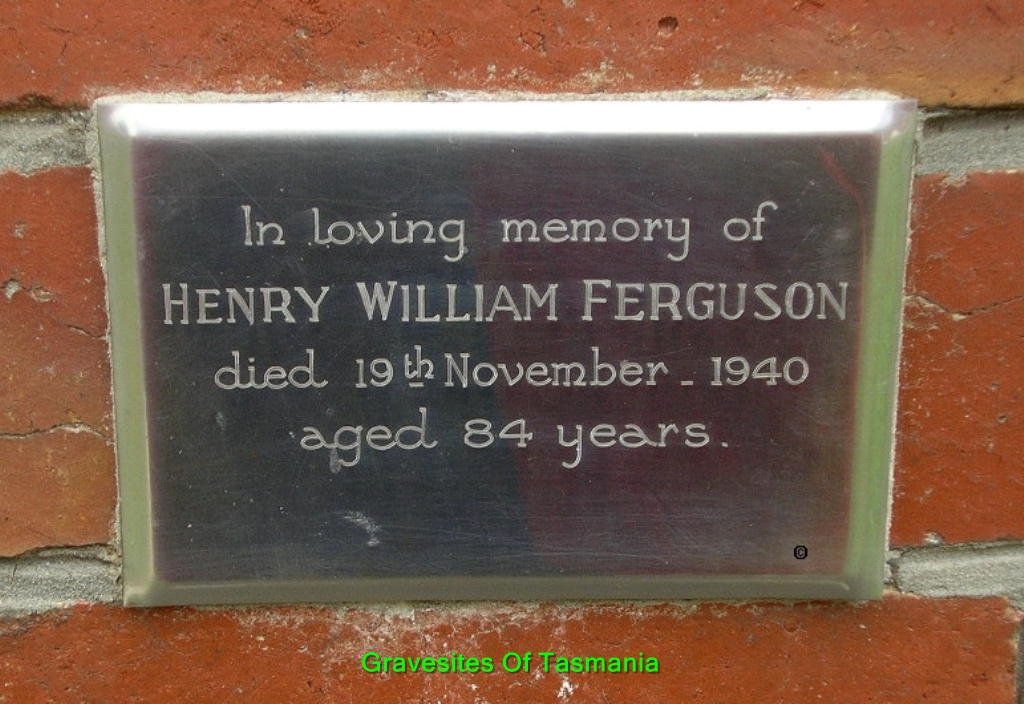 In loving memory of
HENRY WILLIAM FERGUSON
died 19th November - 1940
aged 84 years.
©
Gravesites Of Tasmania